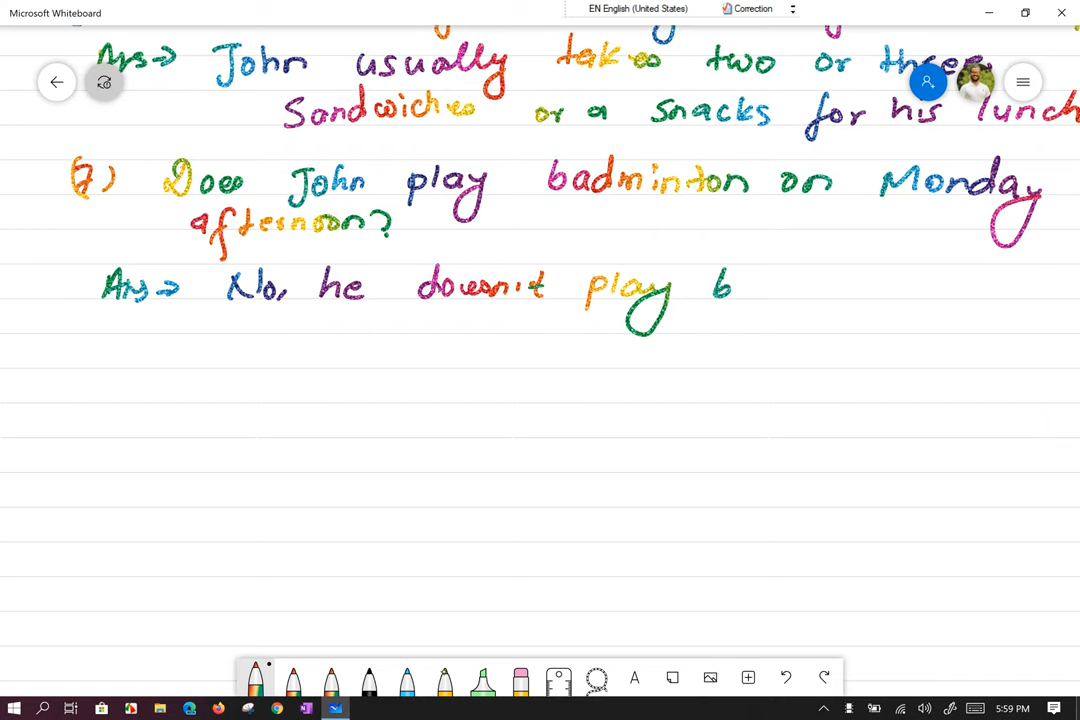 Microsoft Whiteboard
EN English (United States) Correction
Ans⇒ John usually takes two or three
Sandwiches or a snacks for his lunch
7) Does John play badminton on Monday
afternoon?
Ans⇒ No, he doesn't play b
A
5:59 PM